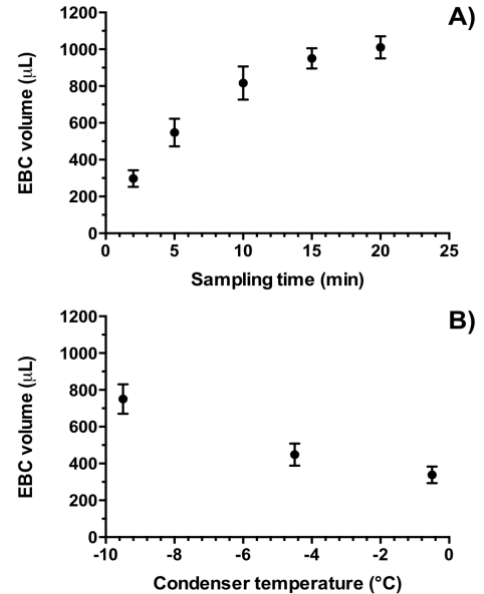 A)
1200
1000
800
600
400
200
0
EBC volume (µL)
0 5 10 15 20 25
Sampling time (min)
B)
1200
1000
800
600
400
200
0
EBC volume (µL)
-10 -8 -6 -4 -2 0
Condenser temperature (°C)